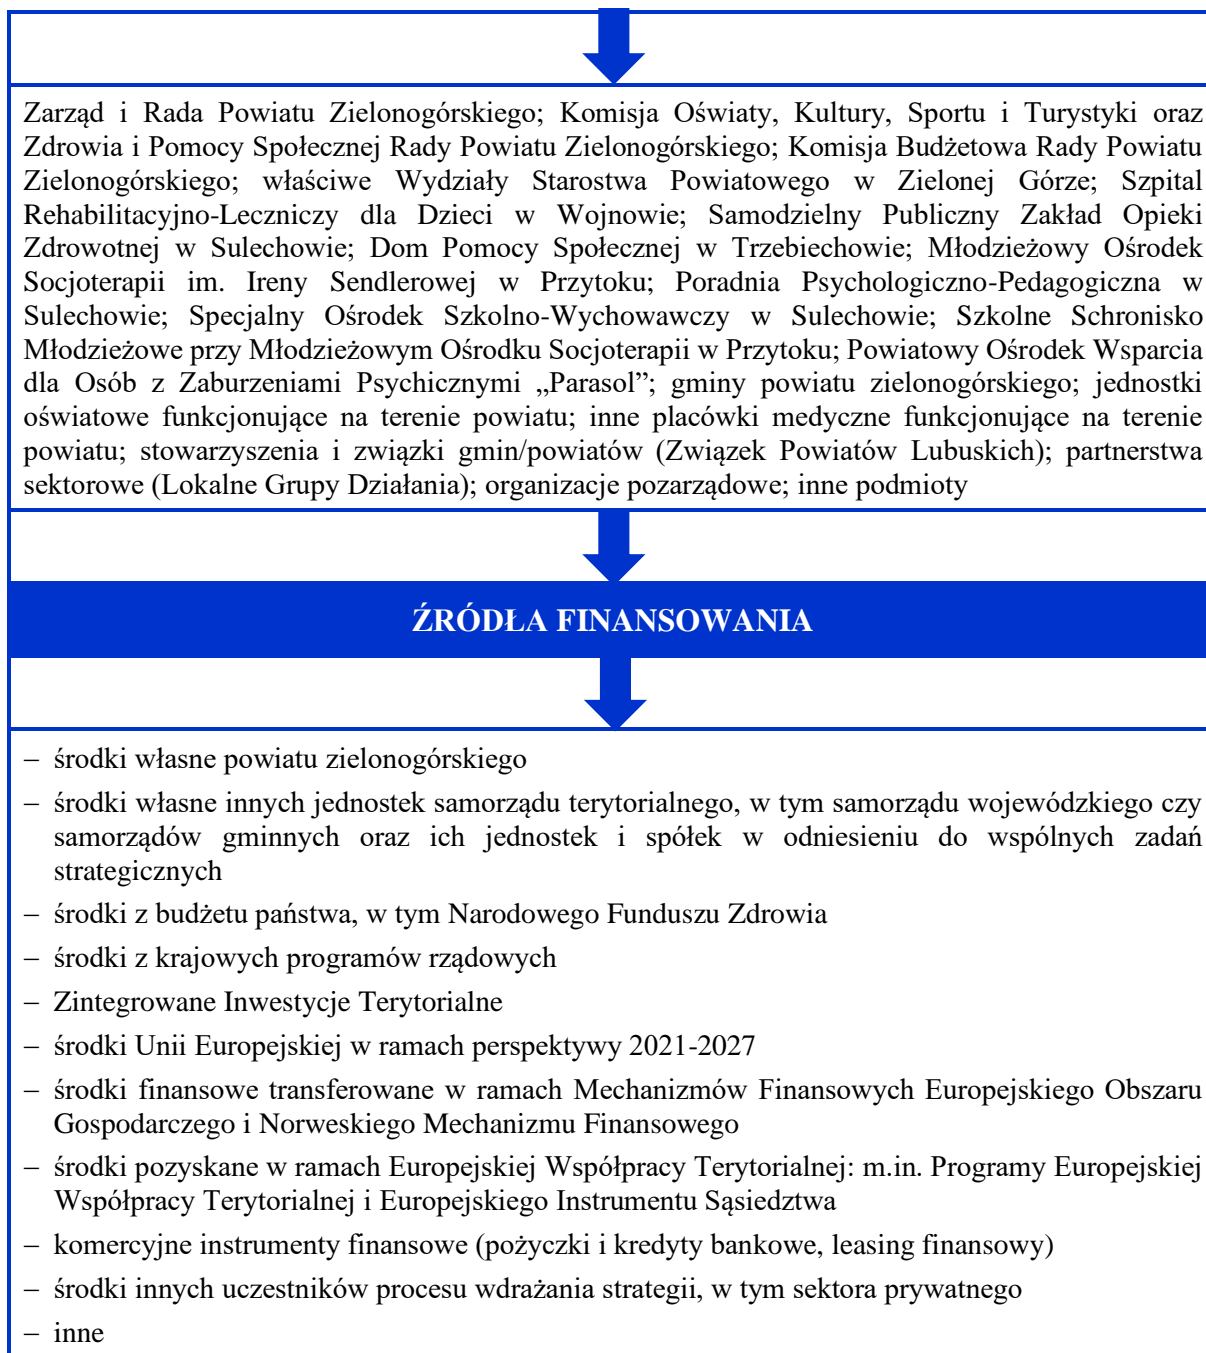 Zarząd i Rada Powiatu Zielonogórskiego; Komisja Oświaty, Kultury, Sportu i Turystyki oraz
Zdrowia i Pomocy Społecznej Rady Powiatu Zielonogórskiego; Komisja Budżetowa Rady Powiatu
Zielonogórskiego; właściwe Wydziały Starostwa Powiatowego w Zielonej Górze; Szpital
Rehabilitacyjno-Leczniczy dla Dzieci w Wojnowie; Samodzielny Publiczny Zakład Opieki
Zdrowotnej w Sulechowie; Dom Pomocy Społecznej w Trzebiechowie; Młodzieżowy Ośrodek
Socjoterapii im. Ireny Sendlerowej w Przytoku; Poradnia Psychologiczno-Pedagogiczna w
Sulechowie; Specjalny Ośrodek Szkolno-Wychowawczy w Sulechowie; Szkolne Schronisko
Młodzieżowe przy Młodzieżowym Ośrodku Socjoterapii w Przytoku; Powiatowy Ośrodek Wsparcia
dla Osób z Zaburzeniami Psychicznymi „Parasol”; gminy powiatu zielonogórskiego; jednostki
oświatowe funkcjonujące na terenie powiatu; inne placówki medyczne funkcjonujące na terenie
powiatu; stowarzyszenia i związki gmin/powiatów (Związek Powiatów Lubuskich); partnerstwa
sektorowe (Lokalne Grupy Działania); organizacje pozarządowe; inne podmioty
ŹRÓDŁA FINANSOWANIA
− środki własne powiatu zielonogórskiego
− środki własne innych jednostek samorządu terytorialnego, w tym samorządu wojewódzkiego czy
samorządów gminnych oraz ich jednostek i spółek w odniesieniu do wspólnych zadań
strategicznych
− środki z budżetu państwa, w tym Narodowego Funduszu Zdrowia
− środki z krajowych programów rządowych
− Zintegrowane Inwestycje Terytorialne
− środki Unii Europejskiej w ramach perspektywy 2021-2027
− środki finansowe transferowane w ramach Mechanizmów Finansowych Europejskiego Obszaru
Gospodarczego i Norweskiego Mechanizmu Finansowego
− środki pozyskane w ramach Europejskiej Współpracy Terytorialnej: m.in. Programy Europejskiej
Współpracy Terytorialnej i Europejskiego Instrumentu Sąsiedztwa
− komercyjne instrumenty finansowe (pożyczki i kredyty bankowe, leasing finansowy)
− środki innych uczestników procesu wdrażania strategii, w tym sektora prywatnego
− inne